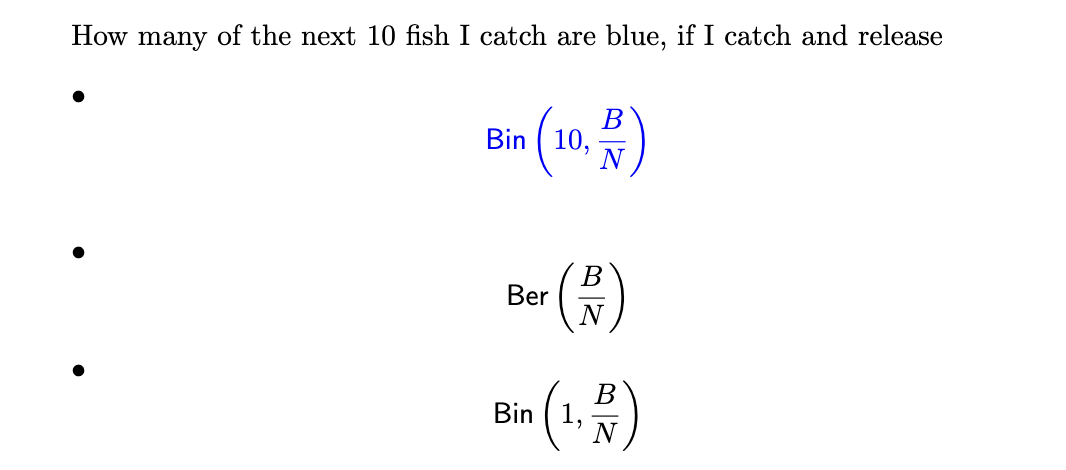 How many of the next 10 fish I catch are blue, if I catch and release
• Bin(10, B/N)
• Ber(B/N)
• Bin(1, B/N)